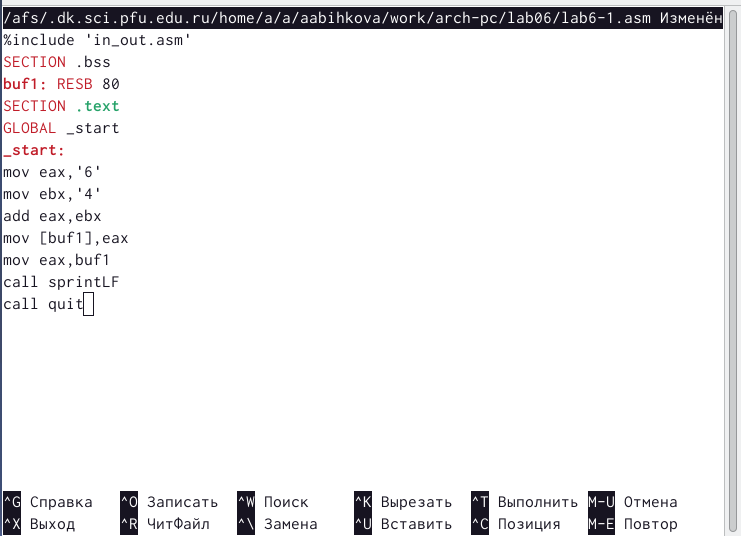 /afs/.dk.sci.pfu.edu.ru/home/a/a/aabihkova/work/arch-pc/lab06/lab6-1.asm Изменён
%include 'in_out.asm'
SECTION .bss
buf1: RESB 80
SECTION .text
GLOBAL _start
_start:
mov eax,'6'
mov ebx,'4'
add eax,ebx
mov [buf1],eax
mov eax,buf1
call sprintLF
call quit
^G Справка ^O Записать ^W Поиск ^K Вырезать ^T Выполнить M-U Отмена
^X Выход ^R ЧитФайл ^\ Замена ^U Вставить ^C Позиция M-E Повтор